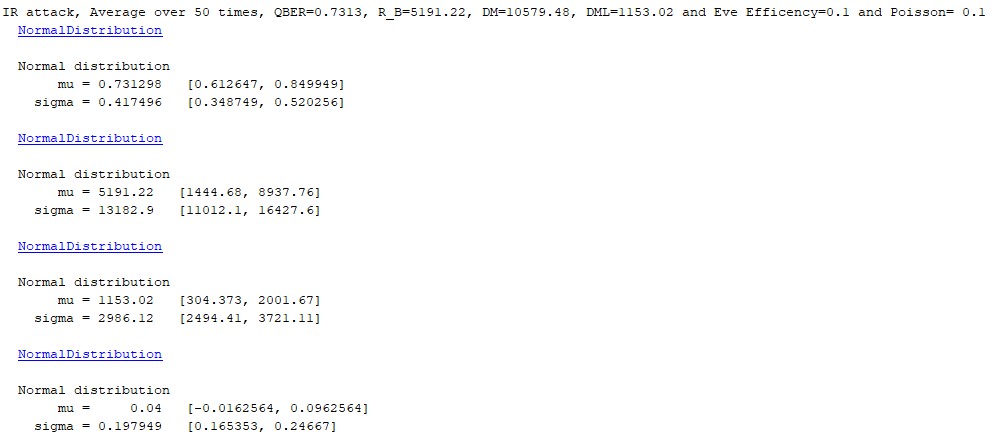 IR attack, Average over 50 times, QBER=0.7313, R_B=5191.22, DM=10579.48, DML=1153.02 and Eve Efficency=0.1 and Poisson= 0.1
NormalDistribution
Normal distribution
mu = 0.731298 [0.612647, 0.849949]
sigma = 0.417496 [0.348749, 0.520256]
NormalDistribution
Normal distribution
mu = 5191.22 [1444.68, 8937.76]
sigma = 13182.9 [11012.1, 16427.6]
NormalDistribution
Normal distribution
mu = 1153.02 [304.373, 2001.67]
sigma = 2986.12 [2494.41, 3721.11]
NormalDistribution
Normal distribution
mu = 0.04 [-0.0162564, 0.0962564]
sigma = 0.197949 [0.165353, 0.24667]